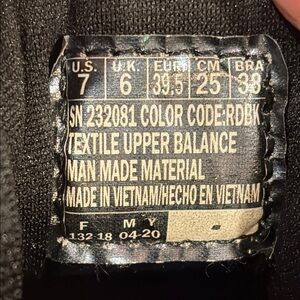 U.S. U.K. EUR CM BRA
7 6 39.5 25 38
SN 232081 COLOR CODE:RDBK
TEXTILE UPPER BALANCE
MAN MADE MATERIAL
MADE IN VIETNAM/HECHO EN VIETNAM
F M Y
132-18 04-20